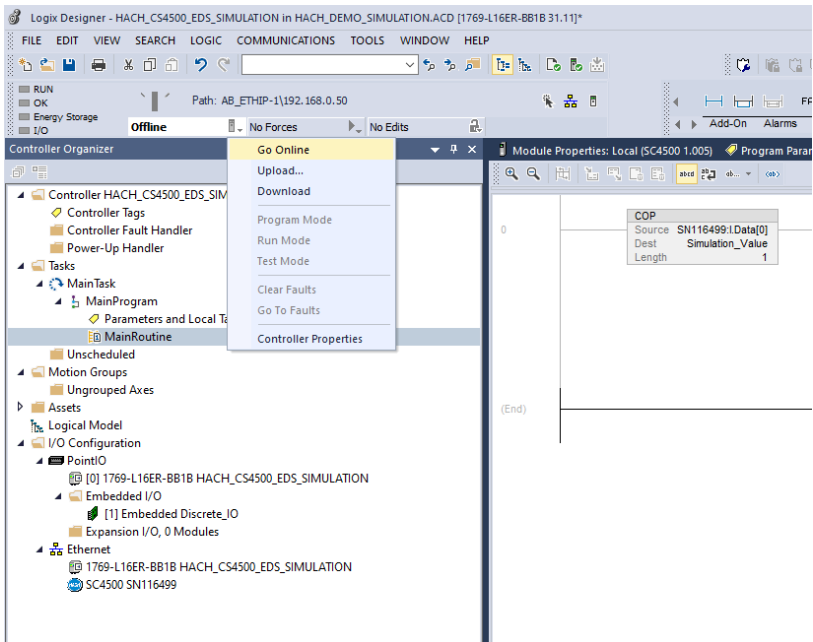 Logix Designer - HACH_CS4500_EDS_SIMULATION in HACH_DEMO_SIMULATION.ACD [1769-L16ER-BB1B 31.11]*
FILE EDIT VIEW SEARCH LOGIC COMMUNICATIONS TOOLS WINDOW HELP
RUN
OK
Energy Storage
I/O
Path: AB_ETHIP-1\192.168.0.50
Offline
No Forces
No Edits
Add-On Alarms
Controller Organizer
Go Online
Upload...
Download
Program Mode
Run Mode
Test Mode
Clear Faults
Go To Faults
Controller Properties
Controller HACH_CS4500_EDS_SIM
Controller Tags
Controller Fault Handler
Power-Up Handler
Tasks
MainTask
MainProgram
Parameters and Local Ta
MainRoutine
Unscheduled
Motion Groups
Ungrouped Axes
Assets
Logical Model
I/O Configuration
PointIO
[0] 1769-L16ER-BB1B HACH_CS4500_EDS_SIMULATION
Embedded I/O
[1] Embedded Discrete_IO
Expansion I/O, 0 Modules
Ethernet
1769-L16ER-BB1B HACH_CS4500_EDS_SIMULATION
SC4500 SN116499
Module Properties: Local (SC4500 1.005)
Program Parar
abcd
0
COP
Source SN116499:I.Data[0]
Dest Simulation_Value
Length 1
(End)